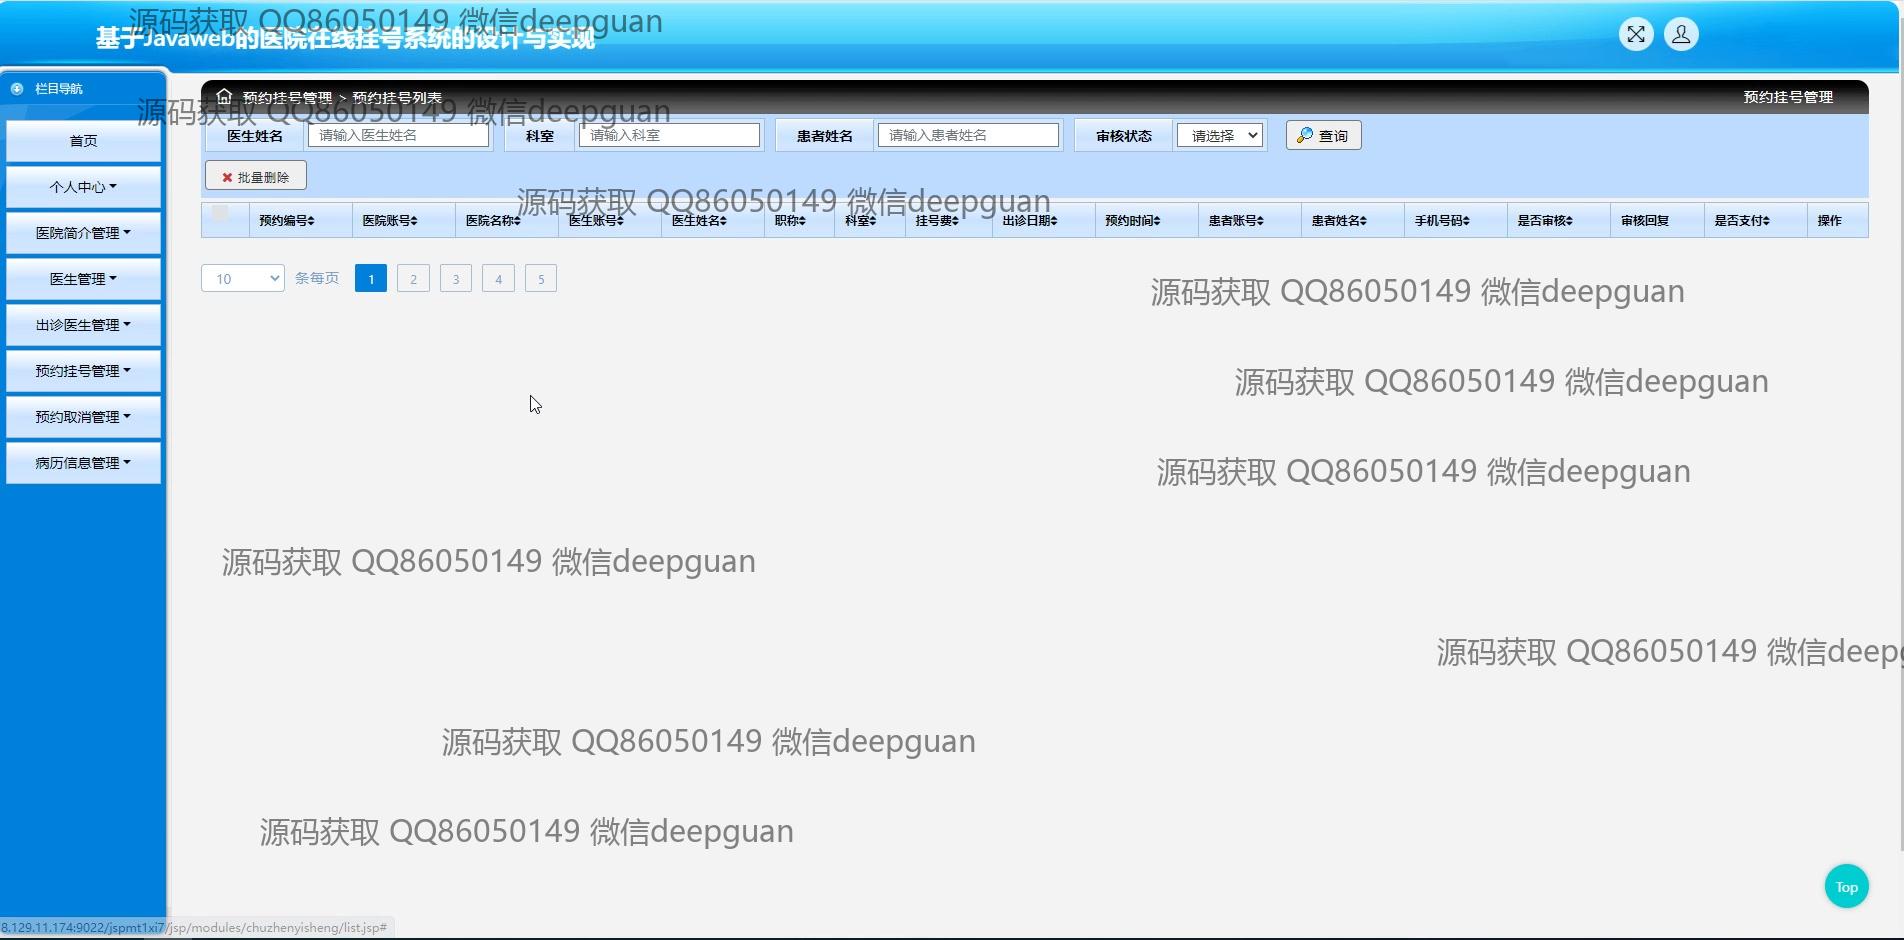 源码获取 QQ86050149 微信deepguan
基于Javaweb的医院在线挂号系统的设计与实现
栏目导航
首页
个人中心
医院简介管理
医生管理
出诊医生管理
预约挂号管理
预约取消管理
病历信息管理
预约挂号管理 > 预约挂号列表
预约挂号管理
源码获取 QQ86050149 微信deepguan
医生姓名 请输入医生姓名 科室 请输入科室 患者姓名 请输入患者姓名 审核状态 请选择 查询
批量删除
源码获取 QQ86050149 微信deepguan
预约编号 医院账号 医院名称 医生账号 医生姓名 职称 科室 挂号费 出诊日期 预约时间 患者账号 患者姓名 手机号码 是否审核 审核回复 是否支付 操作
10 条每页 1 2 3 4 5
源码获取 QQ86050149 微信deepguan
源码获取 QQ86050149 微信deepguan
源码获取 QQ86050149 微信deepguan
源码获取 QQ86050149 微信deepguan
源码获取 QQ86050149 微信deep
源码获取 QQ86050149 微信deepguan
源码获取 QQ86050149 微信deepguan
Top
8.129.11.174:9022/jspmt1xi7/jsp/modules/chuzhenyisheng/list.jsp#